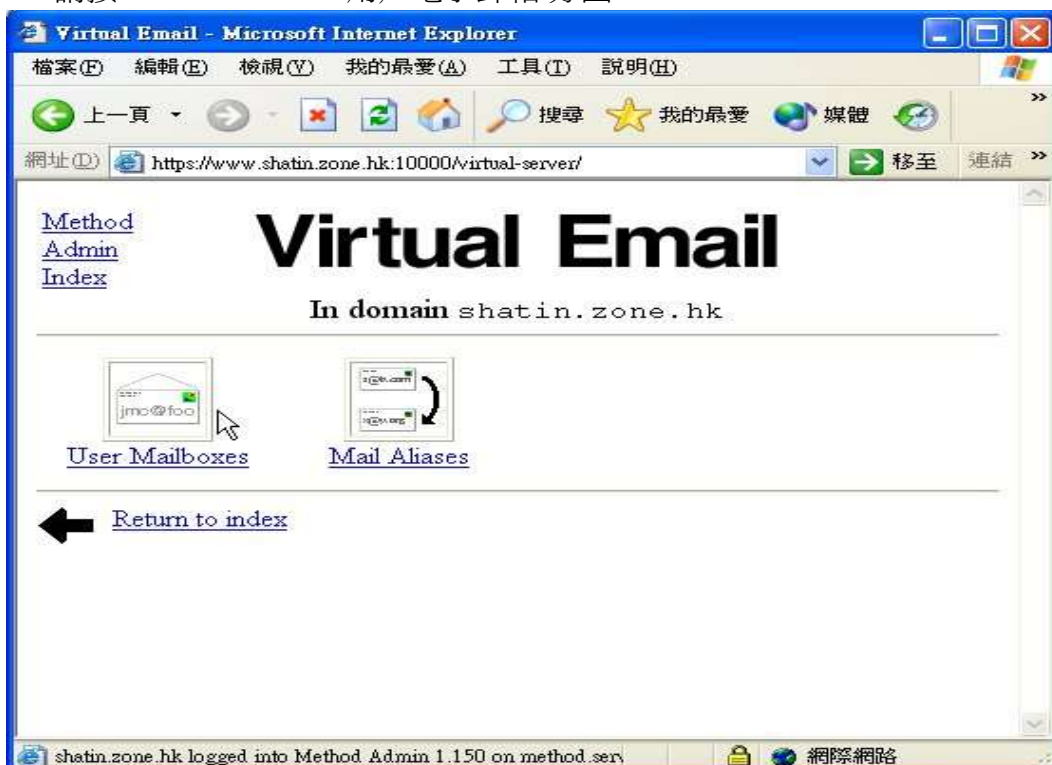 Virtual Email - Microsoft Internet Explorer
檔案(F) 編輯(E) 檢視(V) 我的最愛(A) 工具(T) 說明(H)
上一頁 搜尋 我的最愛 媒體 »
網址(D) https://www.shatin.zone.hk:10000/virtual-server/ 移至 連結 »
Method
Admin
Index
Virtual Email
In domain shatin.zone.hk
jmc@foo
User Mailboxes
Mail Aliases
Return to index
shatin.zone.hk logged into Method Admin 1.150 on method.serv
網際網路